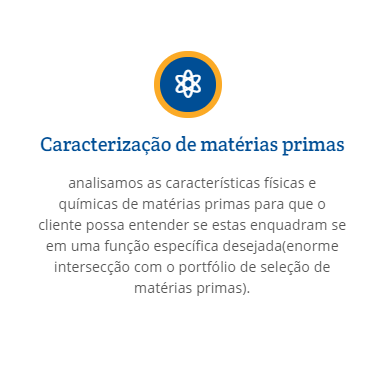 Caracterização de matérias primas
analisamos as características físicas e
químicas de matérias primas para que o
cliente possa entender se estas enquadram se
em uma função específica desejada(enorme
intersecção com o portfólio de seleção de
matérias primas).